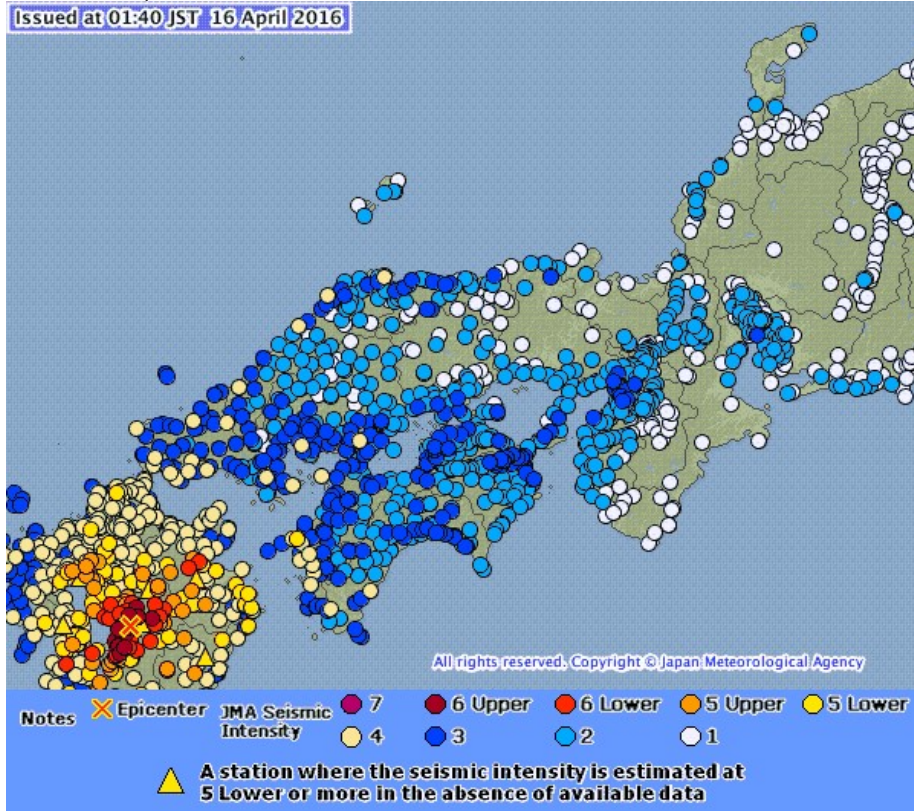 Issued at 01:40 JST 16 April 2016
All rights reserved. Copyright © Japan Meteorological Agency
Notes Epicenter JMA Seismic Intensity 7 6 Upper 6 Lower 5 Upper 5 Lower
4 3 2 1
A station where the seismic intensity is estimated at
5 Lower or more in the absence of available data